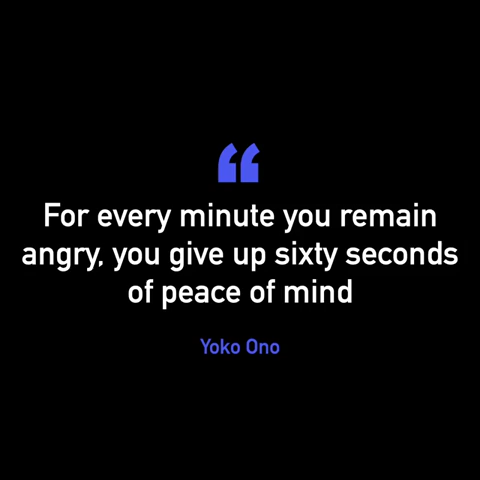 “
For every minute you remain
angry, you give up sixty seconds
of peace of mind
Yoko Ono